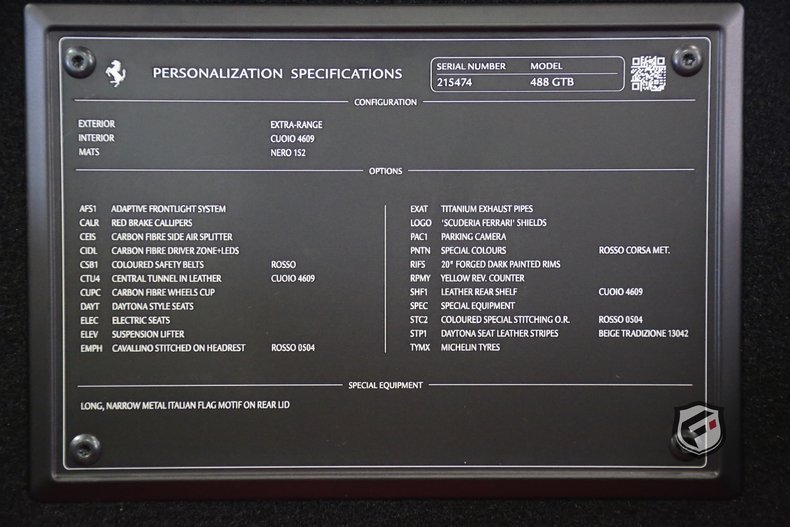 PERSONALIZATION SPECIFICATIONS
SERIAL NUMBER MODEL
215474 488 GTB
CONFIGURATION
EXTERIOR EXTRA-RANGE
INTERIOR CUOIO 4609
MATS NERO 152
OPTIONS
AFS1 ADAPTIVE FRONTLIGHT SYSTEM
CALR RED BRAKE CALLIPERS
CEIS CARBON FIBRE SIDE AIR SPLITTER
CIDL CARBON FIBRE DRIVER ZONE+LEDS
CSB1 COLOURED SAFETY BELTS ROSSO
CTU4 CENTRAL TUNNEL IN LEATHER CUOIO 4609
CUPC CARBON FIBRE WHEELS CUP
DAYT DAYTONA STYLE SEATS
ELEC ELECTRIC SEATS
ELEV SUSPENSION LIFTER
EMPH CAVALLINO STITCHED ON HEADREST ROSSO 0504
EXAT TITANIUM EXHAUST PIPES
LOGO 'SCUDERIA FERRARI' SHIELDS
PAC1 PARKING CAMERA
PNTN SPECIAL COLOURS ROSSO CORSA MET.
RIFS 20" FORGED DARK PAINTED RIMS
RPMY YELLOW REV. COUNTER
SHF1 LEATHER REAR SHELF CUOIO 4609
SPEC SPECIAL EQUIPMENT
STC2 COLOURED SPECIAL STITCHING O.R. ROSSO 0504
STP1 DAYTONA SEAT LEATHER STRIPES BEIGE TRADIZIONE 13042
TYMX MICHELIN TYRES
SPECIAL EQUIPMENT
LONG, NARROW METAL ITALIAN FLAG MOTIF ON REAR LID